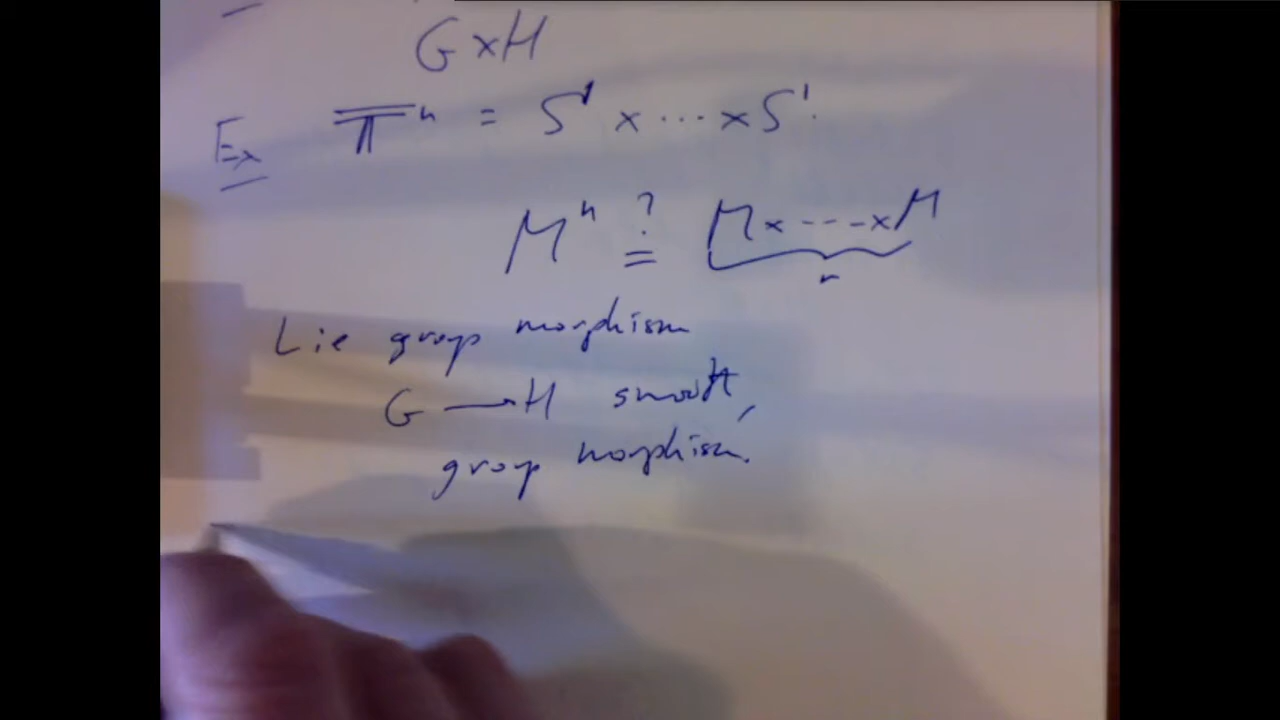 G × H
Ex 𝕋ⁿ = S¹ × ··· × S¹.
Mⁿ ≟ M × ---- × M
n
Lie group morphism
G → H smooth,
group morphism.